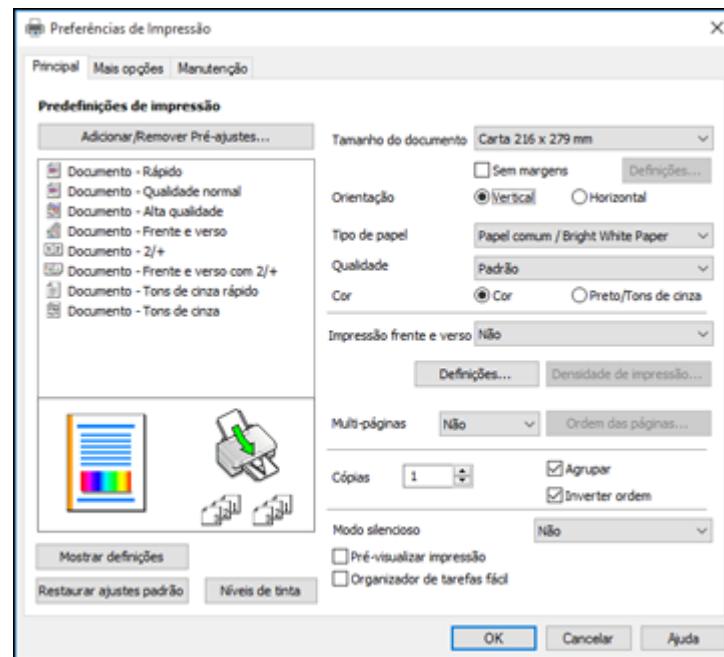 Preferências de Impressão
Principal Mais opções Manutenção
Predefinições de impressão
Adicionar/Remover Pré-ajustes...
Documento - Rápido
Documento - Qualidade normal
Documento - Alta qualidade
Documento - Frente e verso
Documento - 2/+
Documento - Frente e verso com 2/+
Documento - Tons de cinza rápido
Documento - Tons de cinza
Mostrar definições
Restaurar ajustes padrão Níveis de tinta
Tamanho do documento Carta 216 x 279 mm
Sem margens Definições...
Orientação Vertical Horizontal
Tipo de papel Papel comum / Bright White Paper
Qualidade Padrão
Cor Cor Preto/Tons de cinza
Impressão frente e verso Não
Definições... Densidade de impressão...
Multi-páginas Não Ordem das páginas...
Cópias 1 Agrupar
Inverter ordem
Modo silencioso Não
Pré-visualizar impressão
Organizador de tarefas fácil
OK Cancelar Ajuda